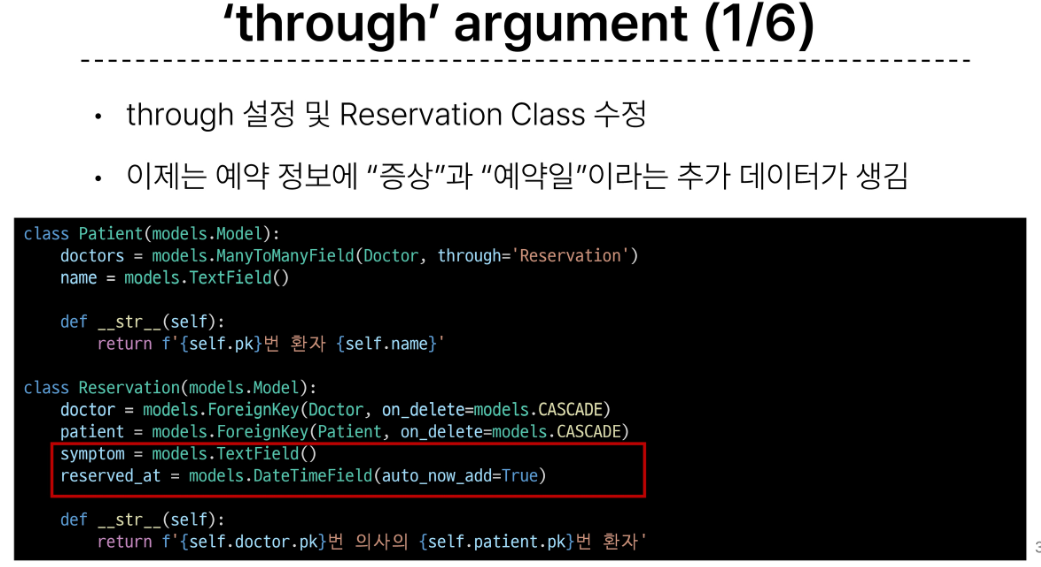 ‘through’ argument (1/6)
• through 설정 및 Reservation Class 수정
• 이제는 예약 정보에 “증상”과 “예약일”이라는 추가 데이터가 생김
class Patient(models.Model):
    doctors = models.ManyToManyField(Doctor, through='Reservation')
    name = models.TextField()

    def __str__(self):
        return f'{self.pk}번 환자 {self.name}'

class Reservation(models.Model):
    doctor = models.ForeignKey(Doctor, on_delete=models.CASCADE)
    patient = models.ForeignKey(Patient, on_delete=models.CASCADE)
    symptom = models.TextField()
    reserved_at = models.DateTimeField(auto_now_add=True)

    def __str__(self):
        return f'{self.doctor.pk}번 의사의 {self.patient.pk}번 환자'